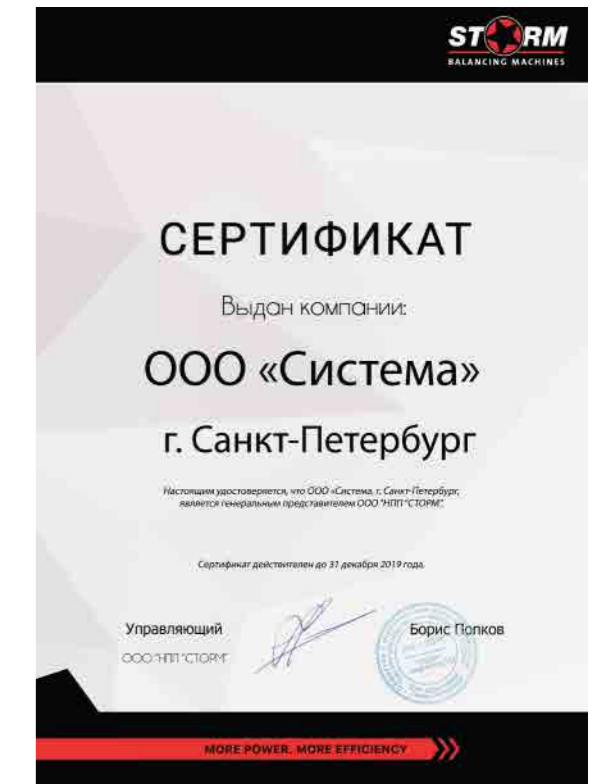 STORM
BALANCING MACHINES
СЕРТИФИКАТ
Выдан компании:
ООО «Система»
г. Санкт-Петербург
Настоящим удостоверяется, что ООО «Система, г. Санкт-Петербург,
является генеральным представителем ООО "НПП "СТОРМ".
Сертификат действителен до 31 декабря 2019 года.
Управляющий
Борис Попков
ООО "НПП "СТОРМ"
MORE POWER. MORE EFFICIENCY